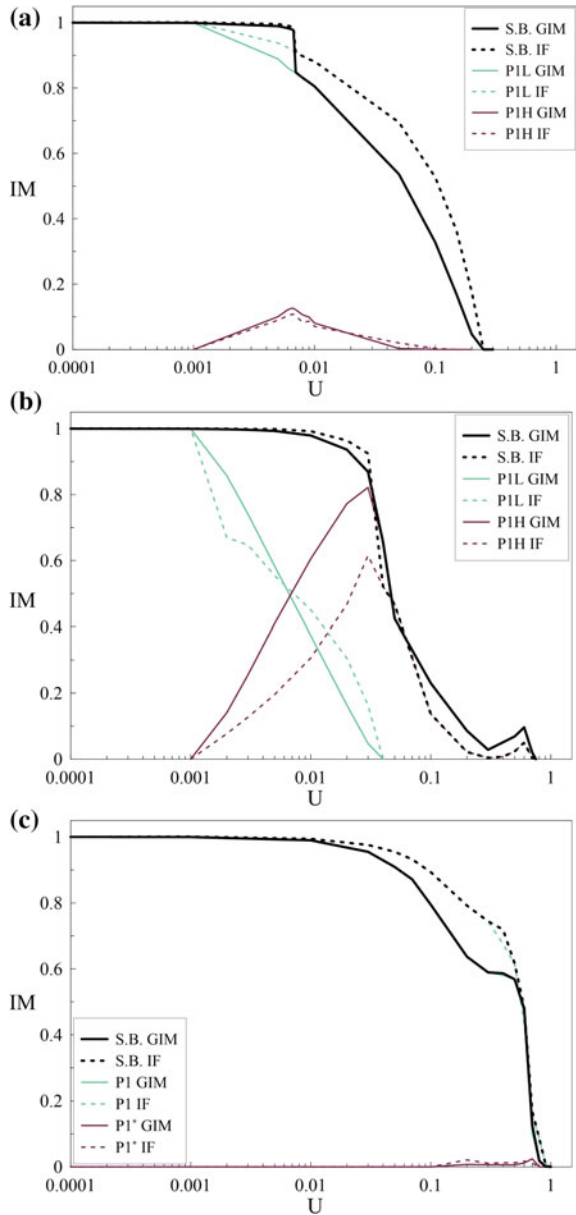 (a)
1
0.8
0.6
IM
0.4
0.2
0
0.0001 0.001 0.01 0.1 1
U
S.B. GIM
S.B. IF
P1L GIM
P1L IF
P1H GIM
P1H IF
(b)
1
0.8
0.6
IM
0.4
0.2
0
0.0001 0.001 0.01 0.1 1
U
S.B. GIM
S.B. IF
P1L GIM
P1L IF
P1H GIM
P1H IF
(c)
1
0.8
0.6
IM
0.4
0.2
0
0.0001 0.001 0.01 0.1 1
U
S.B. GIM
S.B. IF
P1 GIM
P1 IF
P1* GIM
P1* IF